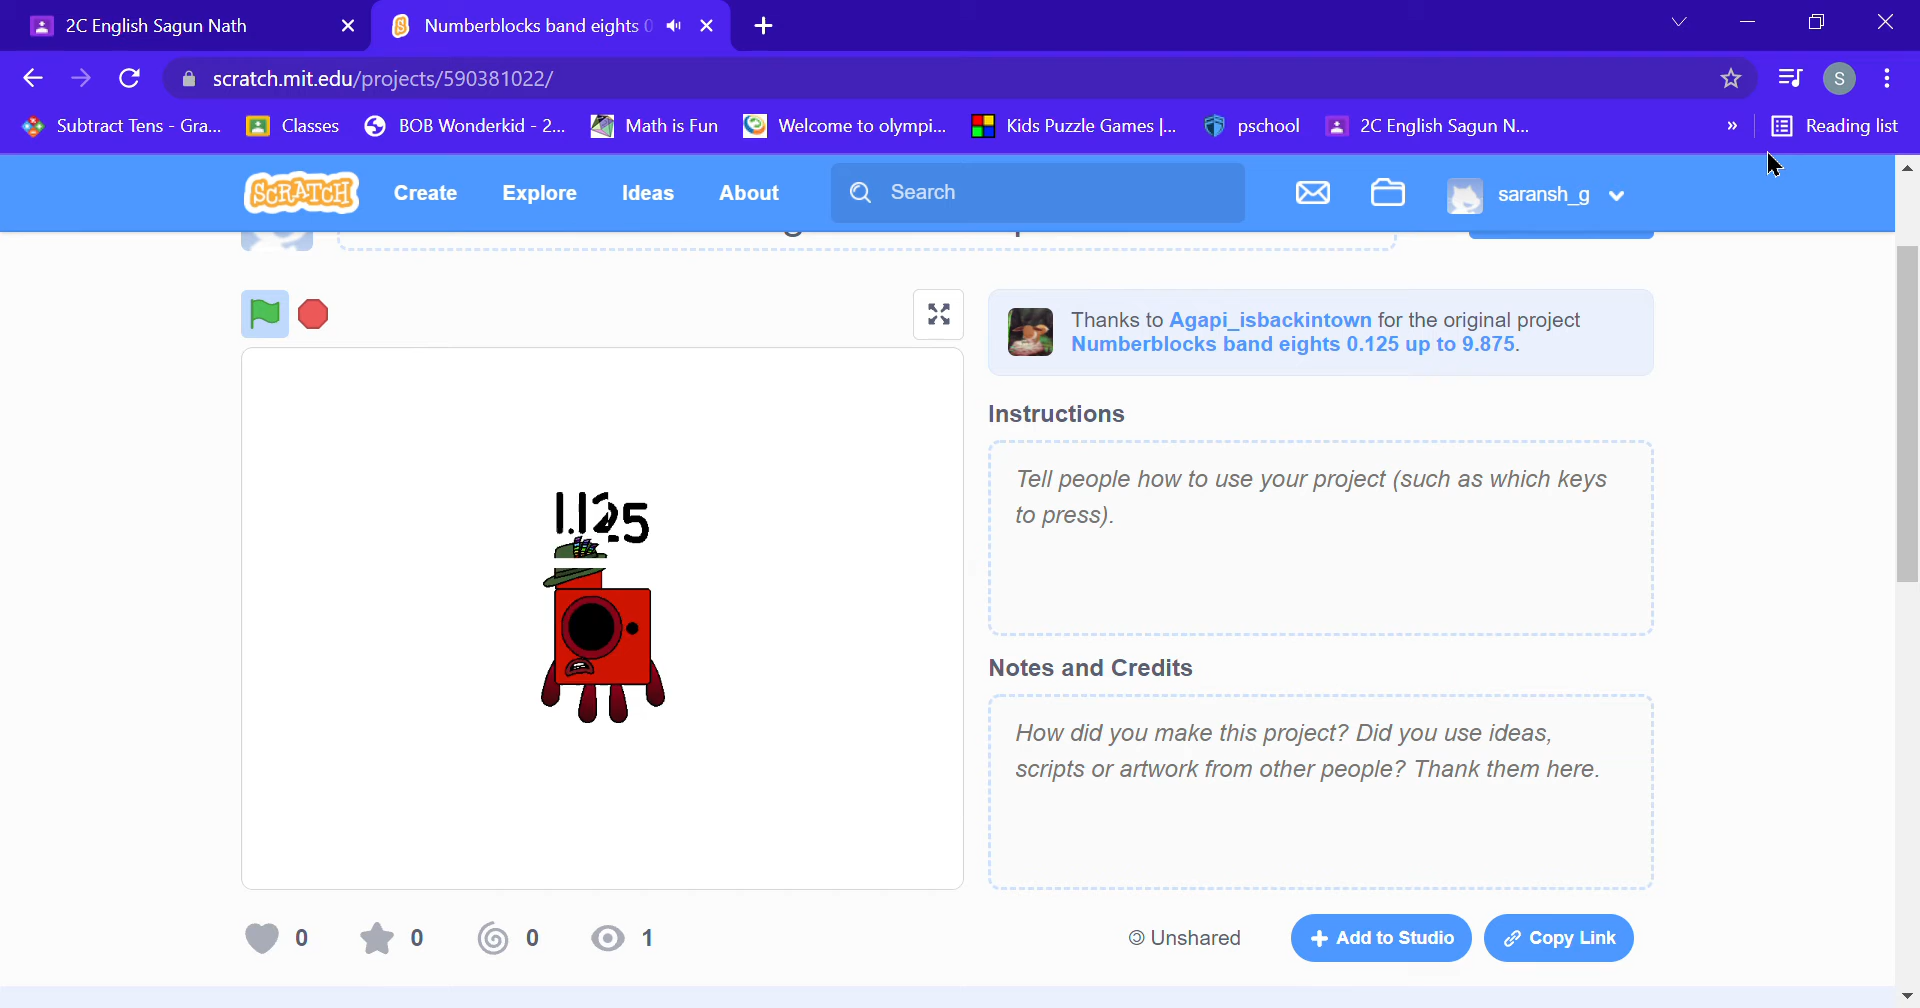 2C English Sagun Nath
Numberblocks band eights 0
scratch.mit.edu/projects/590381022/
S
Subtract Tens - Gra...
Classes
BOB Wonderkid - 2...
Math is Fun
Welcome to olympi...
Kids Puzzle Games |...
pschool
2C English Sagun N...
»
Reading list
SCRATCH
Create
Explore
Ideas
About
Search
saransh_g
Thanks to Agapi_isbackintown for the original project
Numberblocks band eights 0.125 up to 9.875.
Instructions
Tell people how to use your project (such as which keys
to press).
1.125
Notes and Credits
How did you make this project? Did you use ideas,
scripts or artwork from other people? Thank them here.
0
0
0
1
Unshared
Add to Studio
Copy Link